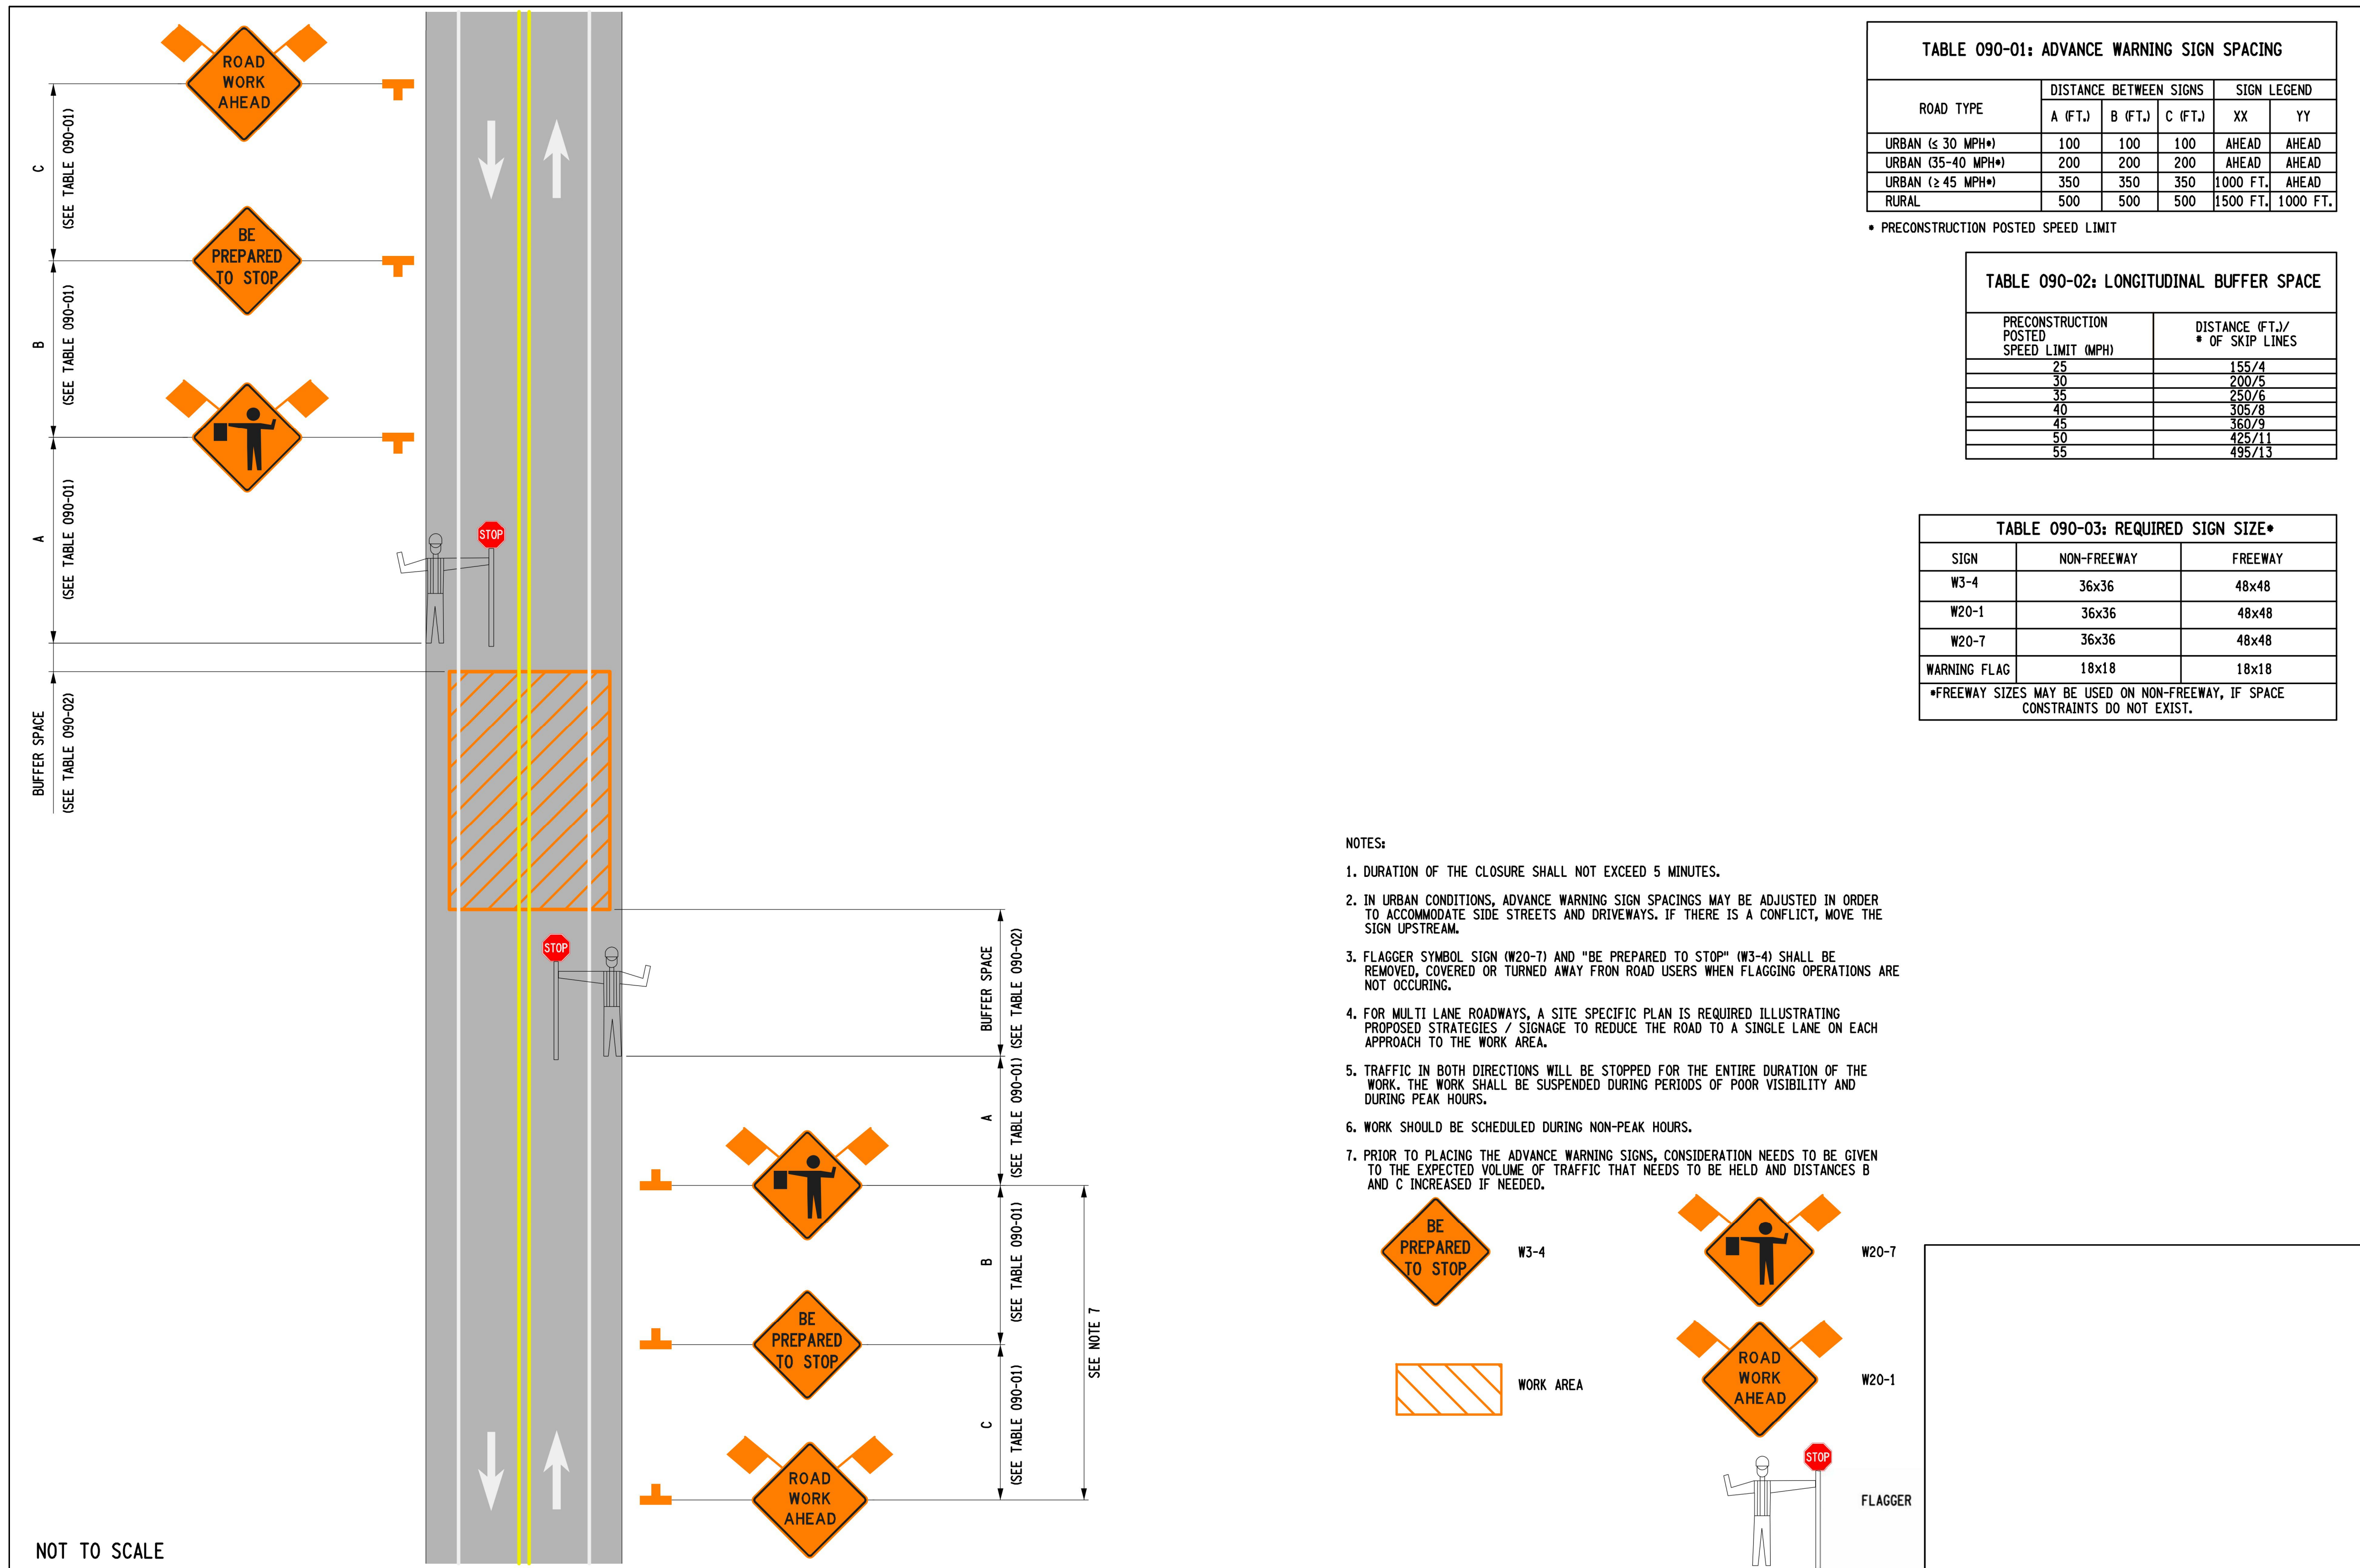 ROAD
WORK
AHEAD
C
(SEE TABLE 090-01)
BE
PREPARED
TO STOP
B
(SEE TABLE 090-01)
A
(SEE TABLE 090-01)
STOP
BUFFER SPACE
(SEE TABLE 090-02)
STOP
BUFFER SPACE
(SEE TABLE 090-02)
A
(SEE TABLE 090-01)
B
(SEE TABLE 090-01)
BE
PREPARED
TO STOP
SEE NOTE 7
C
(SEE TABLE 090-01)
ROAD
WORK
AHEAD
NOT TO SCALE
TABLE 090-01: ADVANCE WARNING SIGN SPACING
ROAD TYPE DISTANCE BETWEEN SIGNS SIGN LEGEND
A (FT.) B (FT.) C (FT.) XX YY
URBAN (≤ 30 MPH*) 100 100 100 AHEAD AHEAD
URBAN (35-40 MPH*) 200 200 200 AHEAD AHEAD
URBAN (≥ 45 MPH*) 350 350 350 1000 FT. AHEAD
RURAL 500 500 500 1500 FT. 1000 FT.
* PRECONSTRUCTION POSTED SPEED LIMIT
TABLE 090-02: LONGITUDINAL BUFFER SPACE
PRECONSTRUCTION
POSTED
SPEED LIMIT (MPH)
DISTANCE (FT.)/
* OF SKIP LINES
25 155/4
30 200/5
35 250/6
40 305/8
45 360/9
50 425/11
55 495/13
TABLE 090-03: REQUIRED SIGN SIZE*
SIGN NON-FREEWAY FREEWAY
W3-4 36x36 48x48
W20-1 36x36 48x48
W20-7 36x36 48x48
WARNING FLAG 18x18 18x18
*FREEWAY SIZES MAY BE USED ON NON-FREEWAY, IF SPACE
CONSTRAINTS DO NOT EXIST.
NOTES:
1. DURATION OF THE CLOSURE SHALL NOT EXCEED 5 MINUTES.
2. IN URBAN CONDITIONS, ADVANCE WARNING SIGN SPACINGS MAY BE ADJUSTED IN ORDER
TO ACCOMMODATE SIDE STREETS AND DRIVEWAYS. IF THERE IS A CONFLICT, MOVE THE
SIGN UPSTREAM.
3. FLAGGER SYMBOL SIGN (W20-7) AND "BE PREPARED TO STOP" (W3-4) SHALL BE
REMOVED, COVERED OR TURNED AWAY FRON ROAD USERS WHEN FLAGGING OPERATIONS ARE
NOT OCCURING.
4. FOR MULTI LANE ROADWAYS, A SITE SPECIFIC PLAN IS REQUIRED ILLUSTRATING
PROPOSED STRATEGIES / SIGNAGE TO REDUCE THE ROAD TO A SINGLE LANE ON EACH
APPROACH TO THE WORK AREA.
5. TRAFFIC IN BOTH DIRECTIONS WILL BE STOPPED FOR THE ENTIRE DURATION OF THE
WORK. THE WORK SHALL BE SUSPENDED DURING PERIODS OF POOR VISIBILITY AND
DURING PEAK HOURS.
6. WORK SHOULD BE SCHEDULED DURING NON-PEAK HOURS.
7. PRIOR TO PLACING THE ADVANCE WARNING SIGNS, CONSIDERATION NEEDS TO BE GIVEN
TO THE EXPECTED VOLUME OF TRAFFIC THAT NEEDS TO BE HELD AND DISTANCES B
AND C INCREASED IF NEEDED.
BE
PREPARED
TO STOP
W3-4
W20-7
WORK AREA
ROAD
WORK
AHEAD
W20-1
STOP
FLAGGER